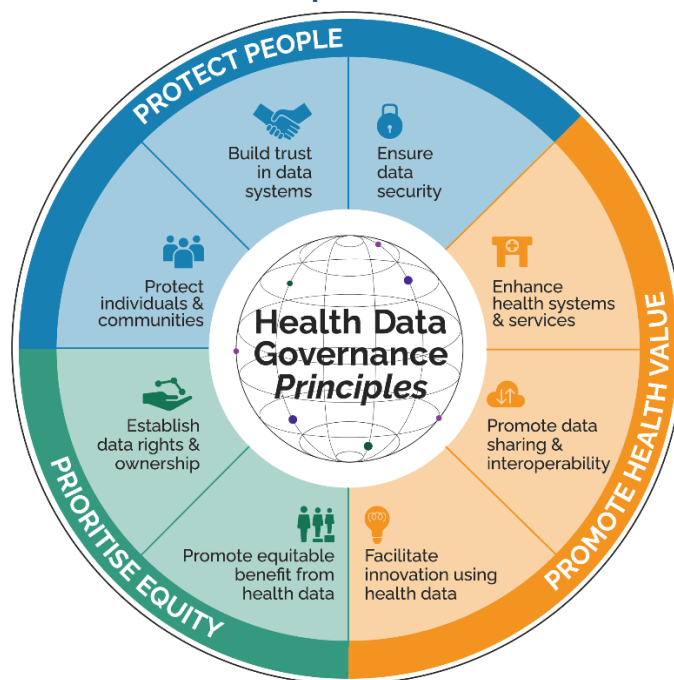 PROTECT PEOPLE
Build trust
in data
systems
Ensure
data
security
Protect
individuals &
communities
Enhance
health systems
& services
Health Data
Governance
Principles
Establish
data rights &
ownership
Promote data
sharing &
interoperability
Promote equitable
benefit from
health data
Facilitate
innovation using
health data
PRIORITISE EQUITY
PROMOTE HEALTH VALUE